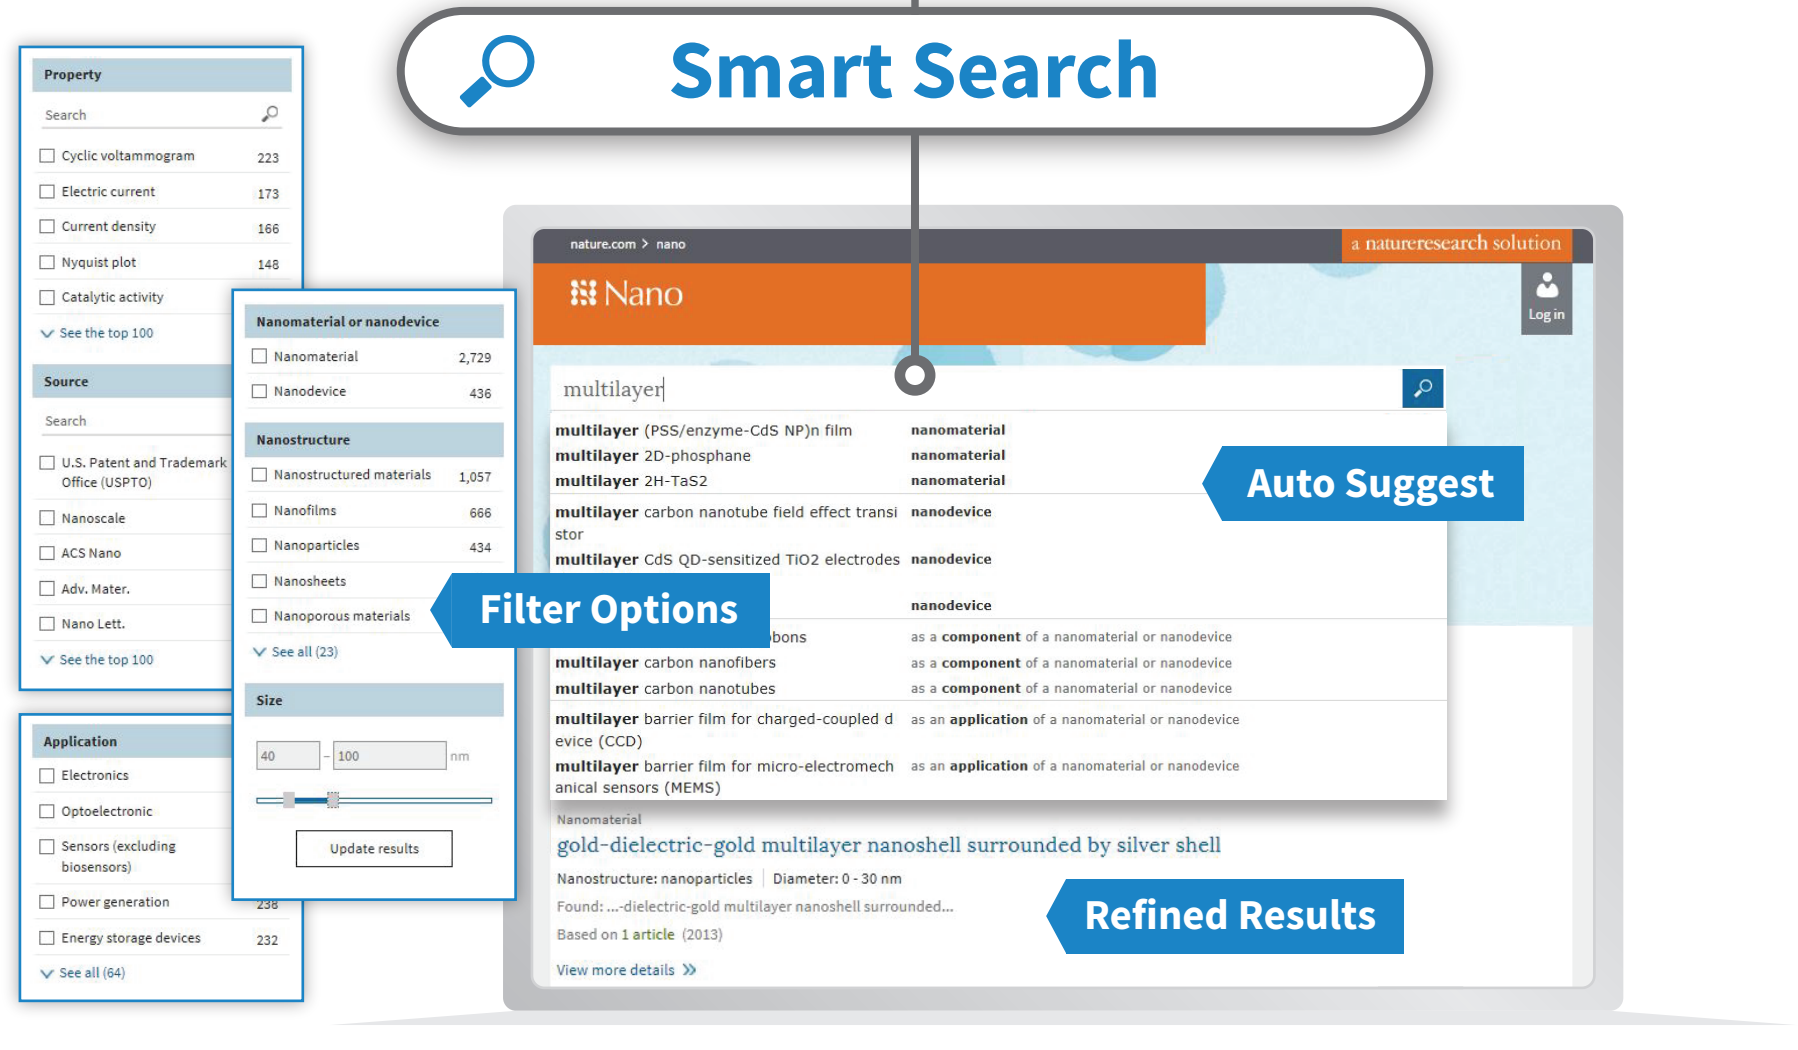 Smart Search
Property
Search
Cyclic voltammogram 223
Electric current 173
Current density 166
Nyquist plot 148
Catalytic activity
See the top 100
Source
Search
U.S. Patent and Trademark
Office (USPTO)
Nanoscale
ACS Nano
Adv. Mater.
Nano Lett.
See the top 100
Application
Electronics
Optoelectronic
Sensors (excluding
biosensors)
Power generation 238
Energy storage devices 232
See all (64)
Nanomaterial or nanodevice
Nanomaterial 2,729
Nanodevice 436
Nanostructure
Nanostructured materials 1,057
Nanofilms 666
Nanoparticles 434
Nanosheets
Nanoporous materials
See all (23)
Size
40 – 100 nm
Update results
Filter Options
nature.com > nano
a natureresearch solution
Nano
Log in
multilayer
multilayer (PSS/enzyme-CdS NP)n film nanomaterial
multilayer 2D-phosphane nanomaterial
multilayer 2H-TaS2 nanomaterial
Auto Suggest
multilayer carbon nanotube field effect transi nanodevice
stor
multilayer CdS QD-sensitized TiO2 electrodes nanodevice
nanodevice
bons as a component of a nanomaterial or nanodevice
multilayer carbon nanofibers as a component of a nanomaterial or nanodevice
multilayer carbon nanotubes as a component of a nanomaterial or nanodevice
multilayer barrier film for charged-coupled d as an application of a nanomaterial or nanodevice
evice (CCD)
multilayer barrier film for micro-electromech as an application of a nanomaterial or nanodevice
anical sensors (MEMS)
Nanomaterial
gold-dielectric-gold multilayer nanoshell surrounded by silver shell
Nanostructure: nanoparticles Diameter: 0 - 30 nm
Found: ...-dielectric-gold multilayer nanoshell surrounded...
Based on 1 article (2013)
View more details
Refined Results